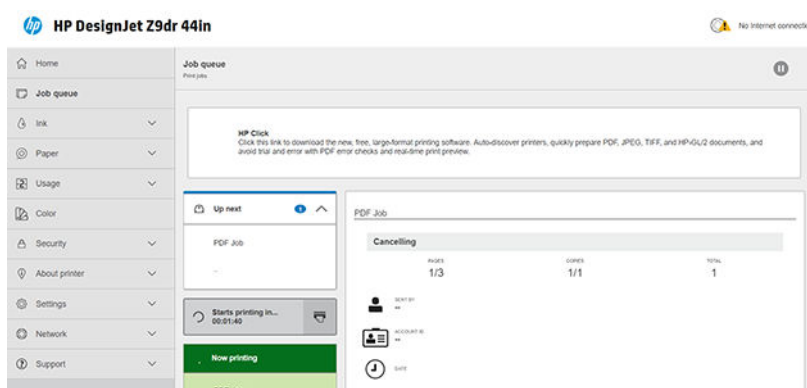 hp HP DesignJet Z9dr 44in
No Internet connecti
Home
Job queue
Ink
Paper
Usage
Color
Security
About printer
Settings
Network
Support
Job queue
Print jobs
HP Click
Click this link to download the new, free, large-format printing software. Auto-discover printers, quickly prepare PDF, JPEG, TIFF, and HP-GL/2 documents, and
avoid trial and error with PDF error checks and real-time print preview.
Up next 1
PDF Job
--
Starts printing in...
00:01:40
Now printing
PDF Job
Cancelling
PAGES COPIES TOTAL
1/3 1/1 1
SENT BY
--
ACCOUNT ID
--
DATE